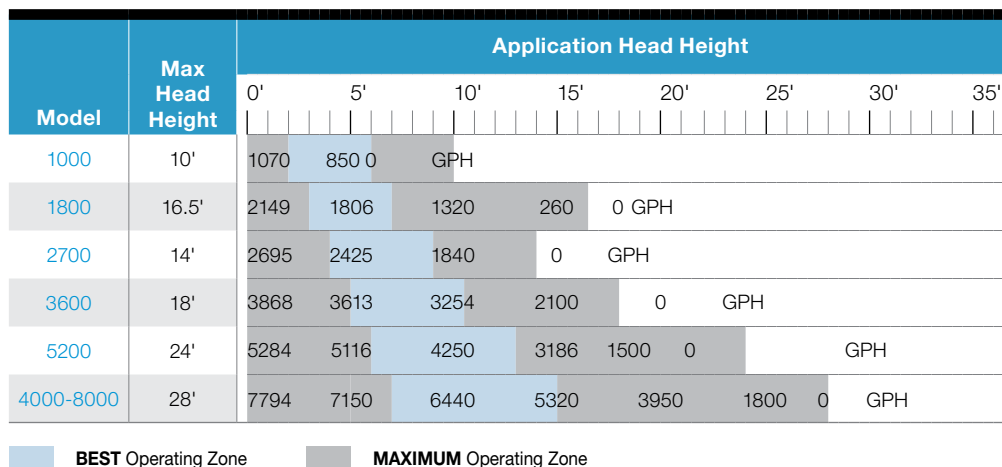 Application Head Height
Model Max Head Height 0' 5' 10' 15' 20' 25' 30' 35'
1000 10' 1070 850 0 GPH
1800 16.5' 2149 1806 1320 260 0 GPH
2700 14' 2695 2425 1840 0 GPH
3600 18' 3868 3613 3254 2100 0 GPH
5200 24' 5284 5116 4250 3186 1500 0 GPH
4000-8000 28' 7794 7150 6440 5320 3950 1800 0 GPH
BEST Operating Zone MAXIMUM Operating Zone